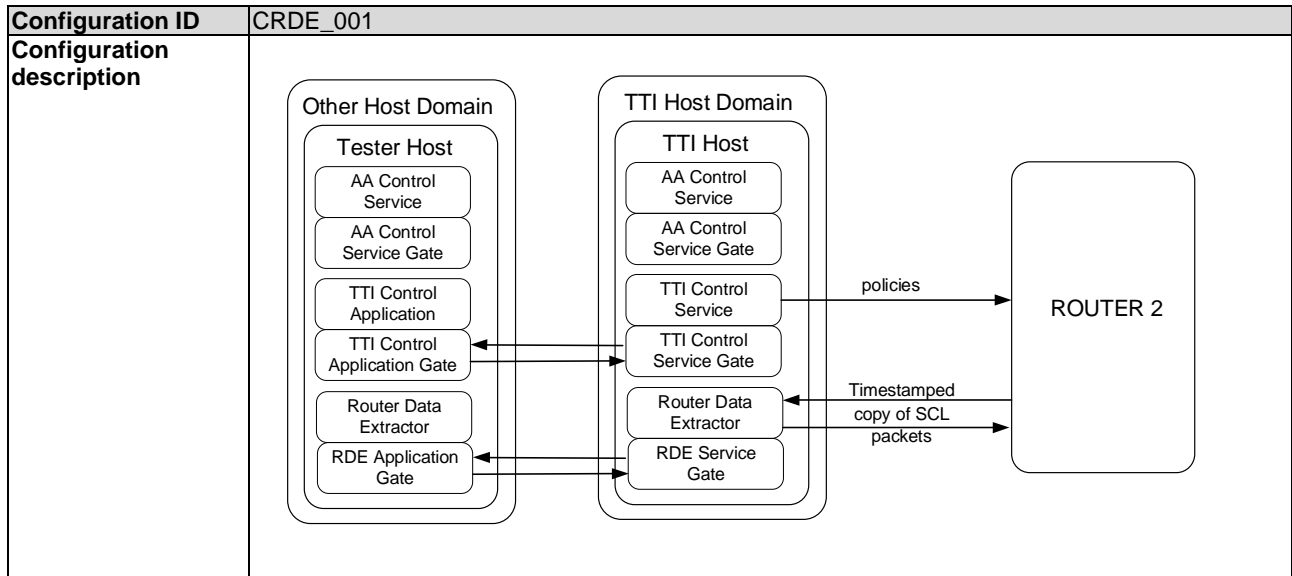 Configuration ID
CRDE_001
Configuration
description
Other Host Domain
Tester Host
AA Control
Service
AA Control
Service Gate
TTI Control
Application
TTI Control
Application Gate
Router Data
Extractor
RDE Application
Gate
TTI Host Domain
TTI Host
AA Control
Service
AA Control
Service Gate
TTI Control
Service
TTI Control
Service Gate
Router Data
Extractor
RDE Service
Gate
policies
Timestamped
copy of SCL
packets
ROUTER 2